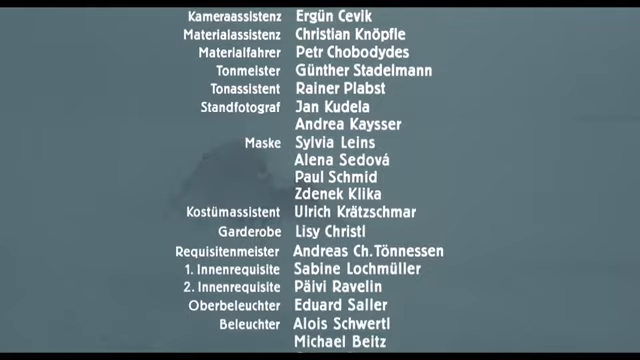 Kameraassistenz Ergün Cevik
Materialassistenz Christian Knöpfle
Materialfahrer Petr Chobodydes
Tonmeister Günther Stadelmann
Tonassistent Rainer Plabst
Standfotograf Jan Kudela
Andrea Kaysser
Maske Sylvia Leins
Alena Sedová
Paul Schmid
Zdenek Klika
Kostümassistent Ulrich Krätzschmar
Garderobe Lisy Christl
Requisitenmeister Andreas Ch. Tönnessen
1. Innenrequisite Sabine Lochmüller
2. Innenrequisite Päivi Ravelin
Oberbeleuchter Eduard Saller
Beleuchter Alois Schwertl
Michael Beitz